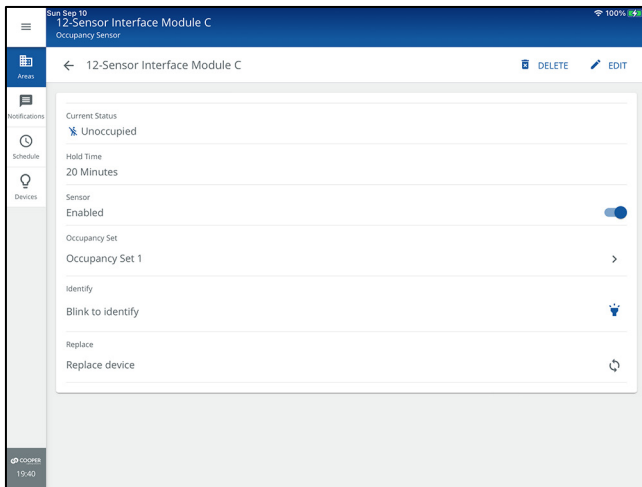 Sun Sep 10
100%
12-Sensor Interface Module C
Occupancy Sensor
12-Sensor Interface Module C
DELETE
EDIT
Areas
Notifications
Schedule
Devices
Current Status
Unoccupied
Hold Time
20 Minutes
Sensor
Enabled
Occupancy Set
Occupancy Set 1
Identify
Blink to identify
Replace
Replace device
COOPER
19:40